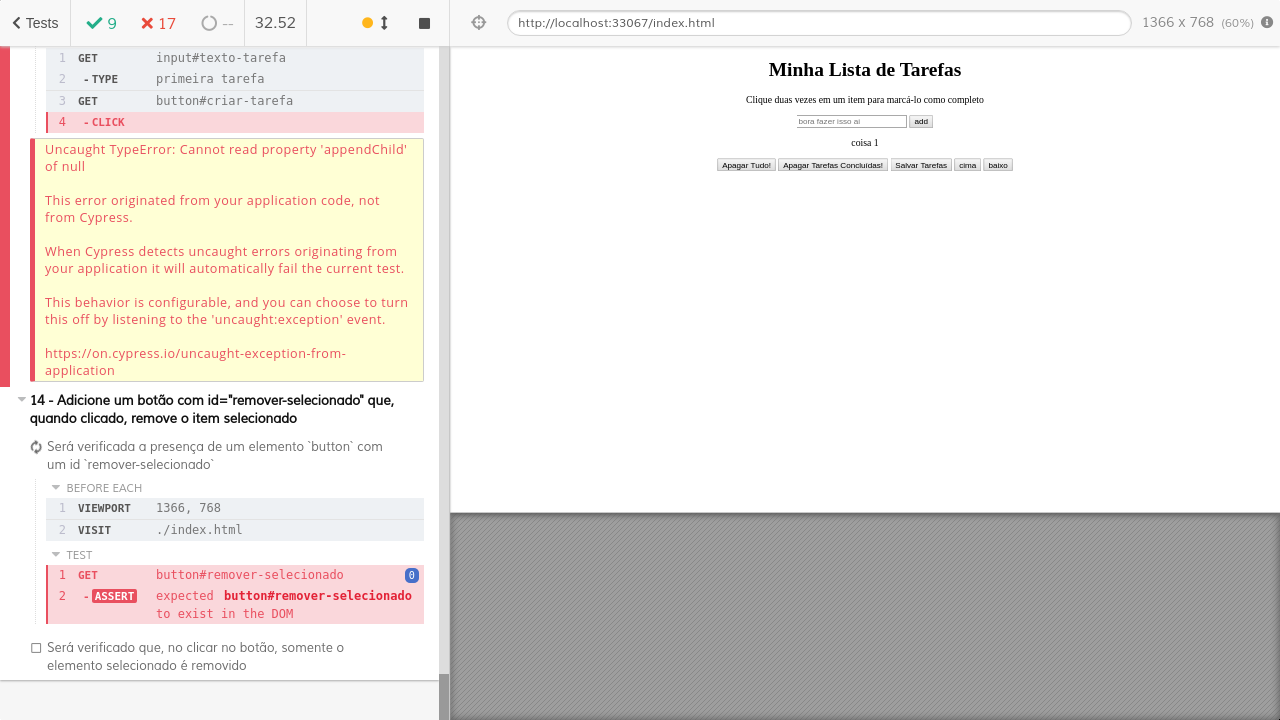 Tests
9
17
--
32.52
http://localhost:33067/index.html
1366 x 768 (60%)
1 GET input#texto-tarefa
2 -TYPE primeira tarefa
3 GET button#criar-tarefa
4 -CLICK
Uncaught TypeError: Cannot read property 'appendChild'
of null
This error originated from your application code, not
from Cypress.
When Cypress detects uncaught errors originating from
your application it will automatically fail the current test.
This behavior is configurable, and you can choose to turn
this off by listening to the 'uncaught:exception' event.
https://on.cypress.io/uncaught-exception-from-
application
14 - Adicione um botão com id="remover-selecionado" que,
quando clicado, remove o item selecionado
Será verificada a presença de um elemento `button` com
um id `remover-selecionado`
BEFORE EACH
1 VIEWPORT 1366, 768
2 VISIT ./index.html
TEST
1 GET button#remover-selecionado 0
2 -ASSERT expected button#remover-selecionado
to exist in the DOM
Será verificado que, no clicar no botão, somente o
elemento selecionado é removido
Minha Lista de Tarefas
Clique duas vezes em um item para marcá-lo como completo
bora fazer isso ai add
coisa 1
Apagar Tudo! Apagar Tarefas Concluídas! Salvar Tarefas cima baixo